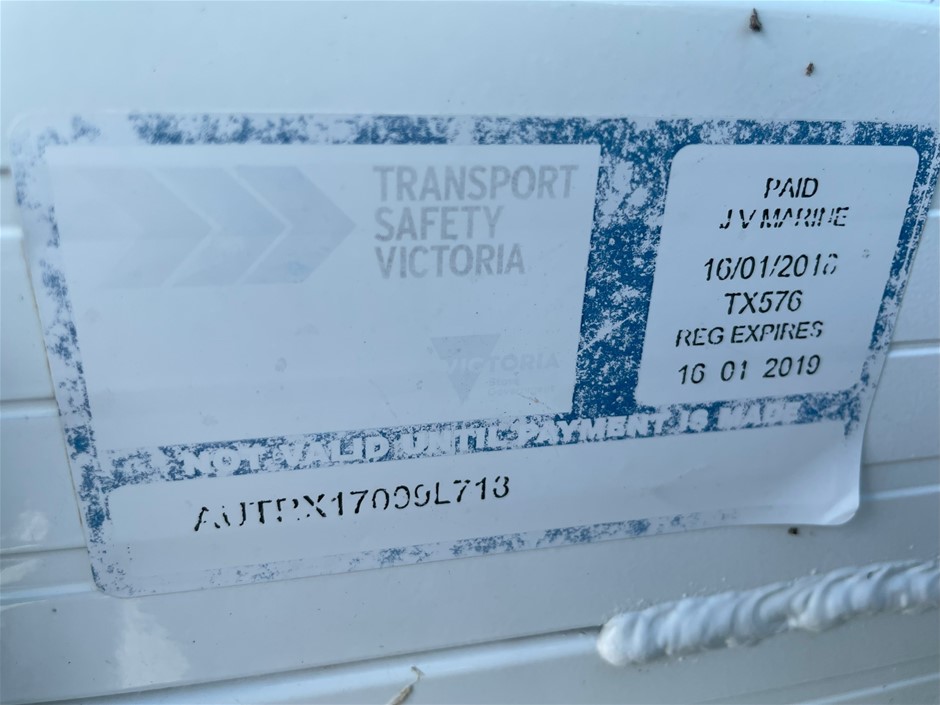 TRANSPORT
SAFETY
VICTORIA
VICTORIA
PAID
J V MARINE
16/01/2018
TX576
REG EXPIRES
16 01 2019
NOT VALID UNTIL PAYMENT IS MADE